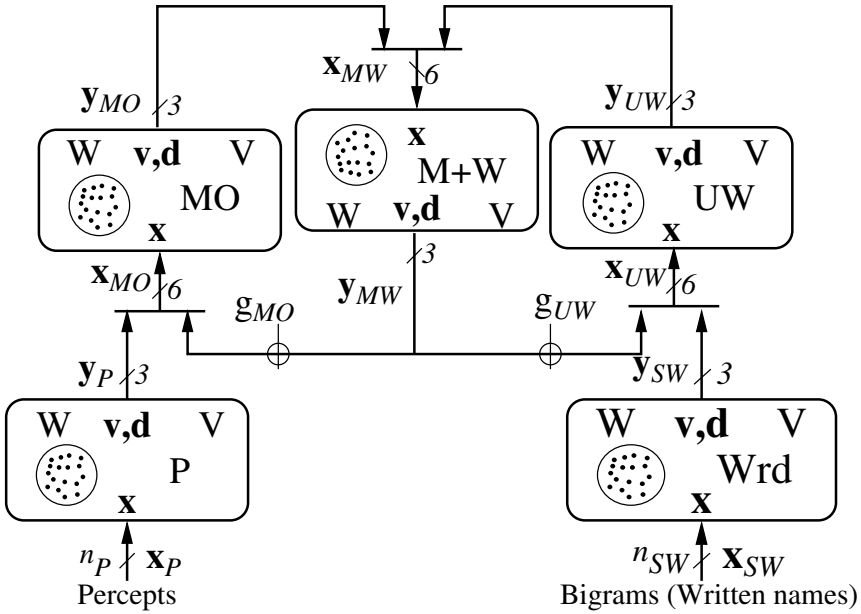 x_MW 6
y_MO 3
y_UW 3
W v,d V
MO
x
x
M+W
W v,d V
W v,d V
UW
x
x_MO 6
3
y_MW
x_UW 6
g_MO
g_UW
y_P 3
y_SW 3
W v,d V
P
x
W v,d V
Wrd
x
n_P x_P
n_SW x_SW
Percepts
Bigrams (Written names)